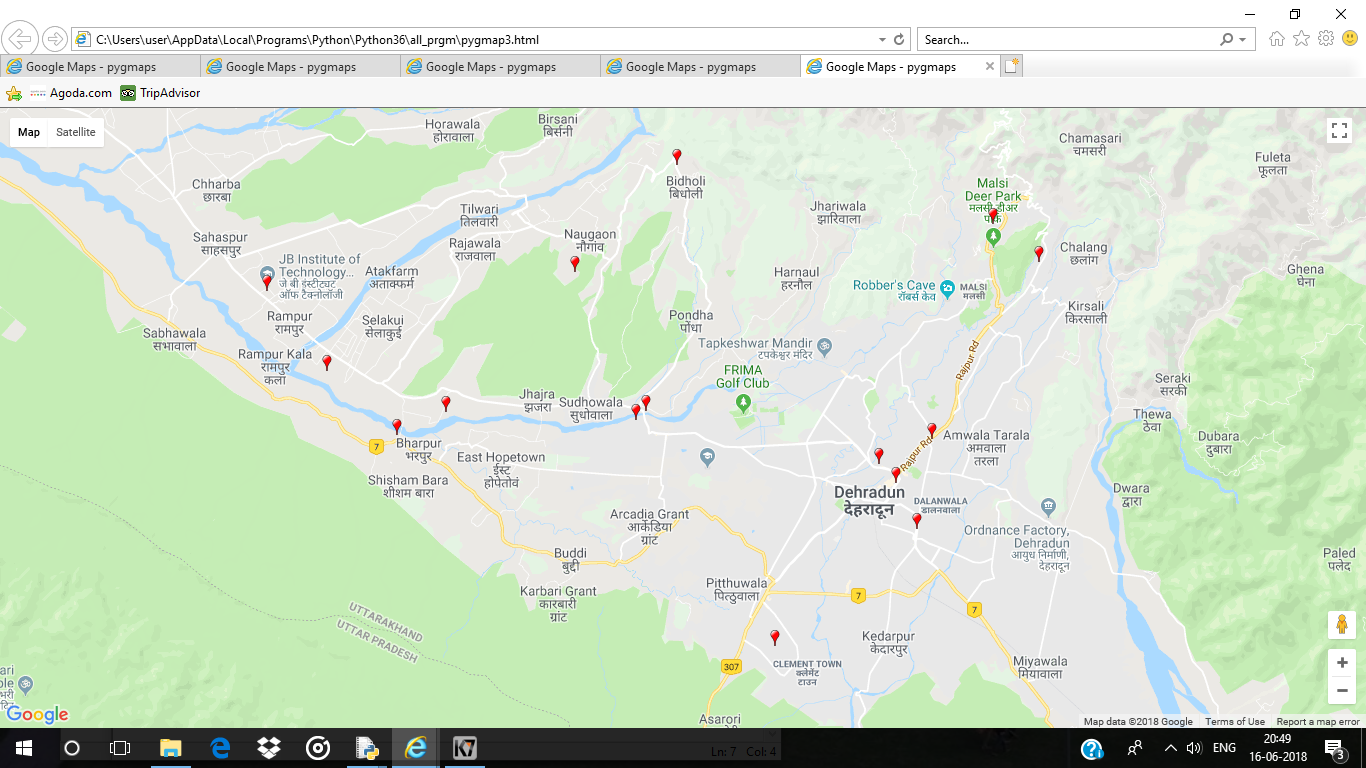 C:\Users\user\AppData\Local\Programs\Python\Python36\all_prgm\pygmap3.html
Search...
Google Maps - pygmaps
Google Maps - pygmaps
Google Maps - pygmaps
Google Maps - pygmaps
Google Maps - pygmaps
Agoda.com
TripAdvisor
Map
Satellite
Horawala
होरावाला
Birsani
बिर्सनी
Chamasari
चमसरी
Fuleta
फूलता
Chharba
छारबा
Bidholi
बिधोली
Malsi
Deer Park
मलसी डीअर
पार्क
Tilwari
तिलवारी
Jhariwala
झारिवाला
Sahaspur
साहसपुर
Rajawala
राजवाला
Naugaon
नौगांव
Chalang
छलांग
JB Institute of
Technology...
जे बी इंस्टीट्यूट
ऑफ टैक्नोलॉजी
Atakfarm
अताक्फर्म
Harnaul
हरनौल
Ghena
घेना
Robber's Cave
रॉबर्स केव
MALSI
मलसी
Rampur
रामपुर
Selakui
सेलाकुई
Pondha
पोंधा
Kirsali
किरसाली
Sabhawala
सभावाला
Tapkeshwar Mandir
टपकेश्वर मंदिर
Rampur Kala
रामपुर
कला
Rajpur Rd
FRIMA
Golf Club
Seraki
सरकी
Jhajra
झजरा
Sudhowala
सुधोवाला
Thewa
ठेवा
7
Bharpur
भरपुर
Rajpur Rd
Amwala Tarala
अमवाला
तरला
Dubara
दुबारा
East Hopetown
ईस्ट
होपेतोवं
Shisham Bara
शीशम बारा
Dehradun
देहरादून
DALANWALA
डालनवाला
Dwara
द्वारा
Arcadia Grant
आर्केडिया
ग्रांट
Ordnance Factory,
Dehradun
आयुध निर्माणी,
देहरादून
Buddi
बुद्दी
Paled
पलेद
Pitthuwala
पित्ठुवाला
Karbari Grant
कारबारी
ग्रांट
7
7
UTTARAKHAND
UTTAR PRADESH
Kedarpur
केदारपुर
307
CLEMENT TOWN
क्लेमेंट
टाउन
Miyawala
मियावाला
Asarori
Google
Map data ©2018 Google
Terms of Use
Report a map error
Ln: 7 Col: 4
ENG
20:49
16-06-2018
3